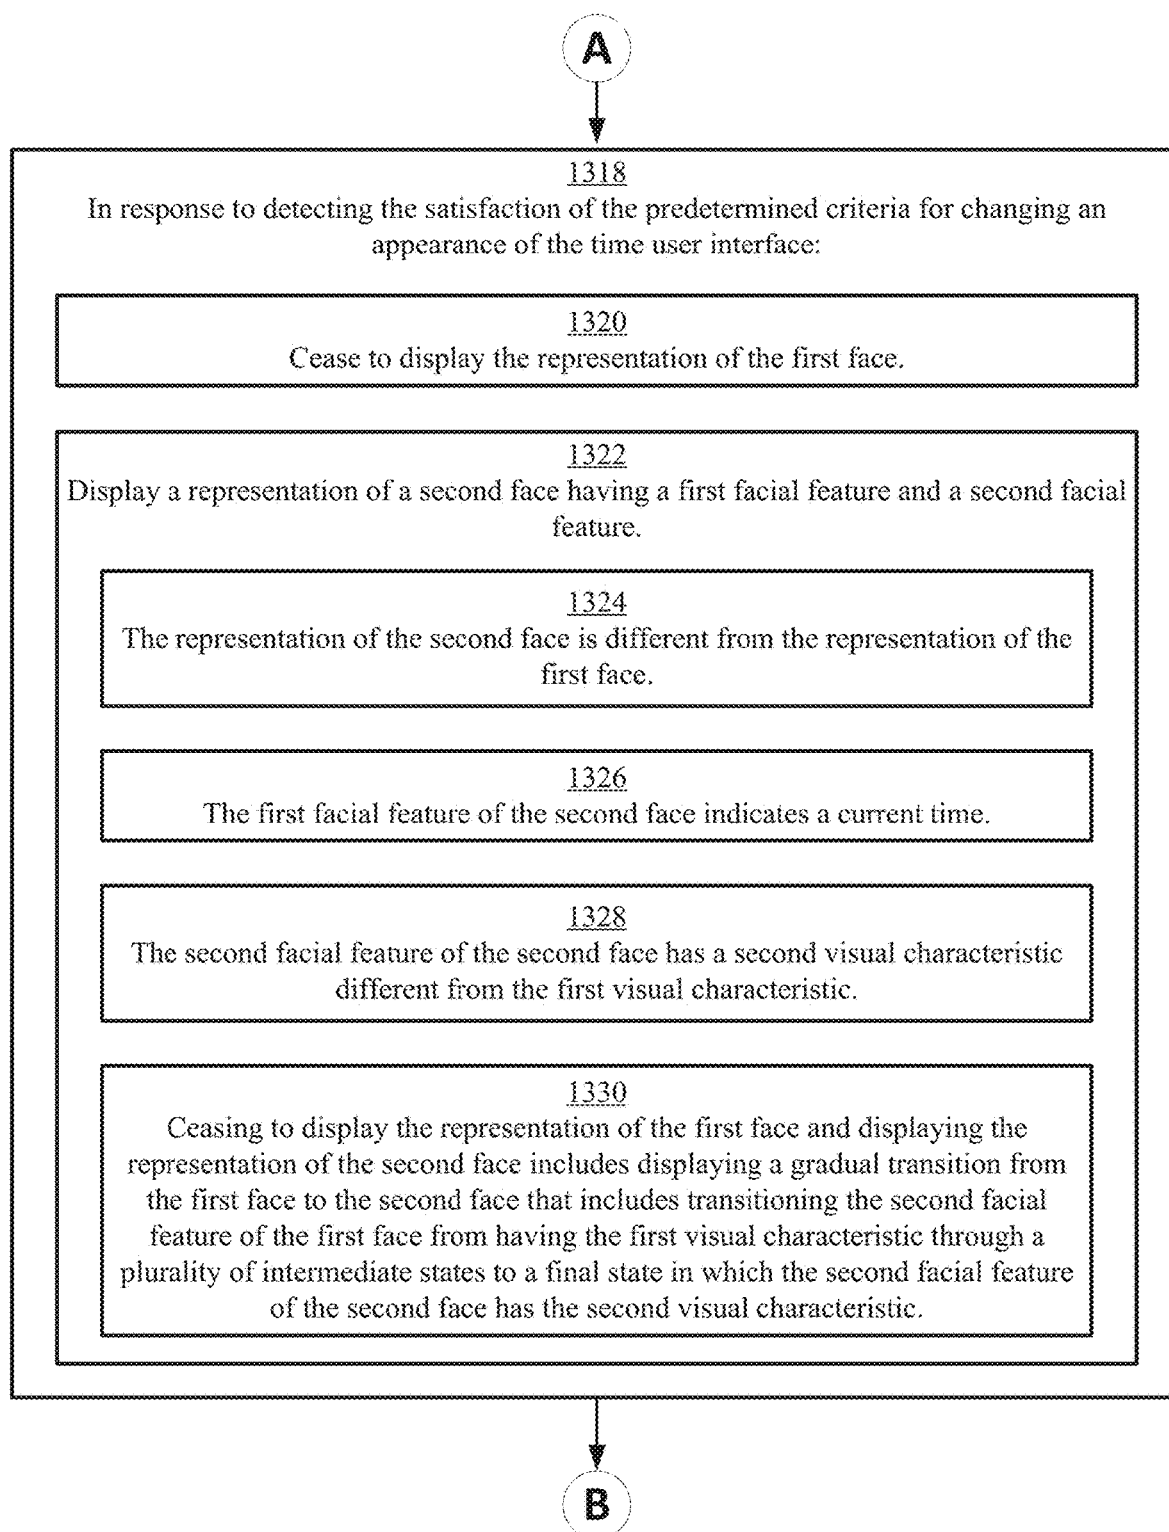 A
1318
In response to detecting the satisfaction of the predetermined criteria for changing an
appearance of the time user interface:
1320
Cease to display the representation of the first face.
1322
Display a representation of a second face having a first facial feature and a second facial
feature.
1324
The representation of the second face is different from the representation of the
first face.
1326
The first facial feature of the second face indicates a current time.
1328
The second facial feature of the second face has a second visual characteristic
different from the first visual characteristic.
1330
Ceasing to display the representation of the first face and displaying the
representation of the second face includes displaying a gradual transition from
the first face to the second face that includes transitioning the second facial
feature of the first face from having the first visual characteristic through a
plurality of intermediate states to a final state in which the second facial feature
of the second face has the second visual characteristic.
B